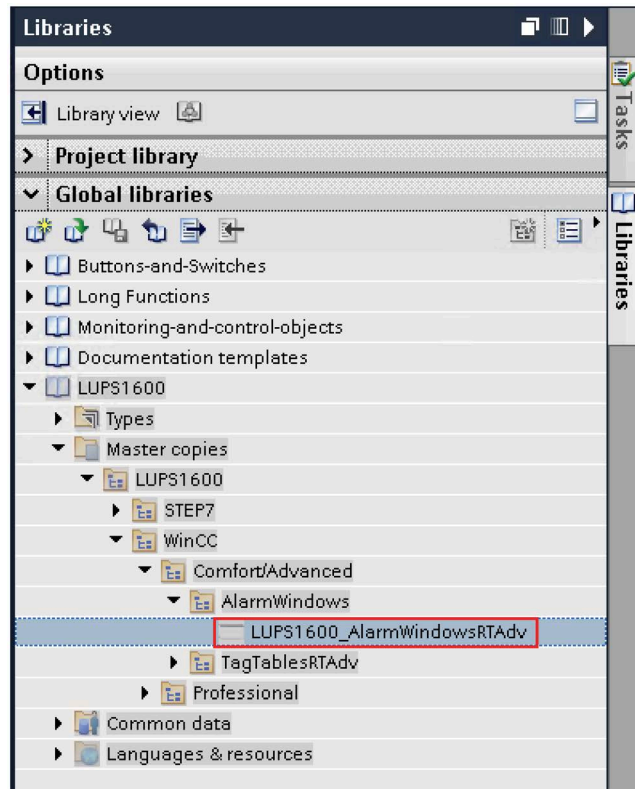 Libraries
Options
Library view
Project library
Global libraries
Buttons-and-Switches
Long Functions
Monitoring-and-control-objects
Documentation templates
LUPS1600
Types
Master copies
LUPS1600
STEP7
WinCC
Comfort/Advanced
AlarmWindows
LUPS1600_AlarmWindowsRTAdv
TagTablesRTAdv
Professional
Common data
Languages & resources
Tasks
Libraries